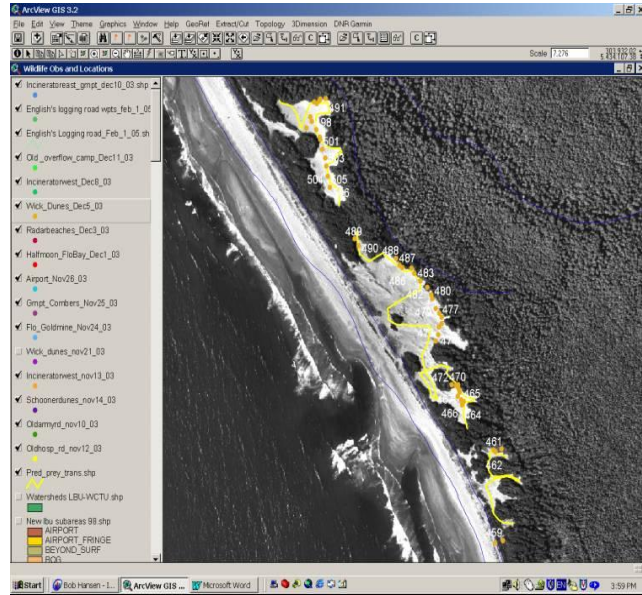 ArcView GIS 3.2
File Edit View Theme Graphics Window Help GeoRef Extract/Cut Topology 3Dimension DNR Garmin
Scale 7,276
Wildlife Obs and Locations
Incineratoreast_gmpt_dec10_03.shp
English's logging road wpts_feb_1_05
English's Logging road_Feb_1_05.sh
Old_overflow_camp_Dec11_03
Incineratorwest_Dec8_03
Wick_Dunes_Dec5_03
Radarbeaches_Dec3_03
Halfmoon_FloBay_Dec1_03
Airport_Nov26_03
Gmpt_Combers_Nov25_03
Flo_Goldmine_Nov24_03
Wick_dunes_nov21_03
Incineratorwest_nov13_03
Schoonerdunes_nov14_03
Oldarmyrd_nov10_03
Oldhosp_rd_nov12_03
Pred_prey_trans.shp
Watersheds LBU-WCTU.shp
New lbu subareas 98.shp
AIRPORT
AIRPORT_FRINGE
BEYOND_SURF
BOG
491
501
504
489
490
488
487
483
480
477
472
470
465
466
464
461
462
Start
Bob Hansen - I...
ArcView GIS ...
Microsoft Word
3:59 PM